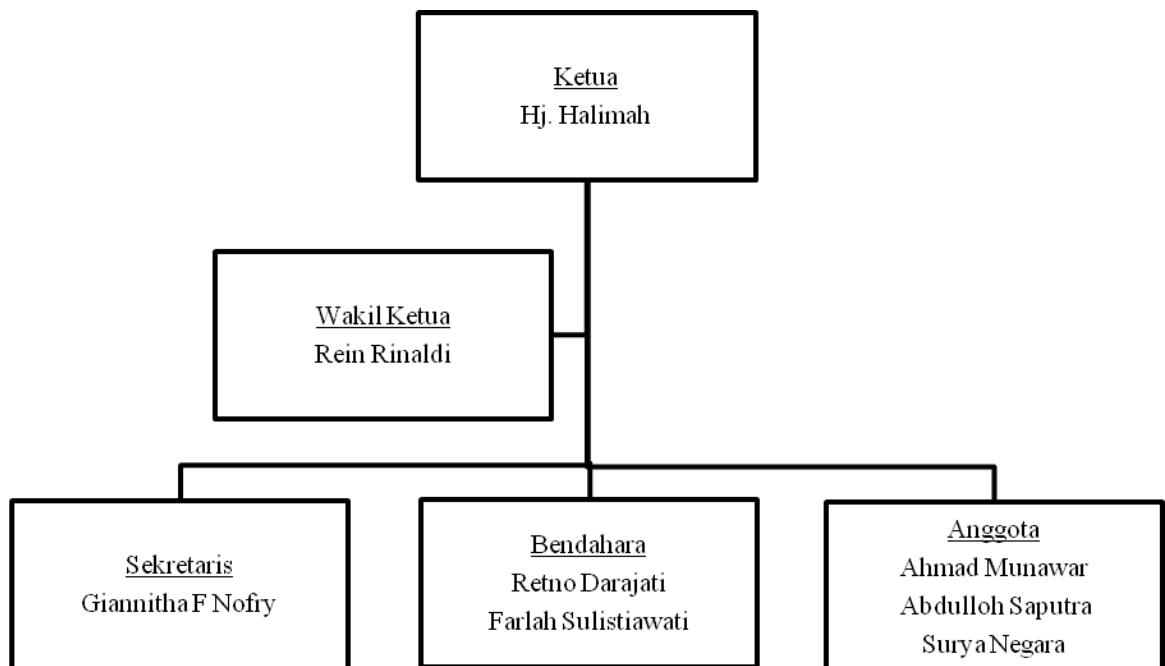 Ketua
Hj. Halimah
Wakil Ketua
Rein Rinaldi
Sekretaris
Giannitha F Nofry
Bendahara
Retno Darajati
Farlah Sulistiawati
Anggota
Ahmad Munawar
Abdulloh Saputra
Surya Negara